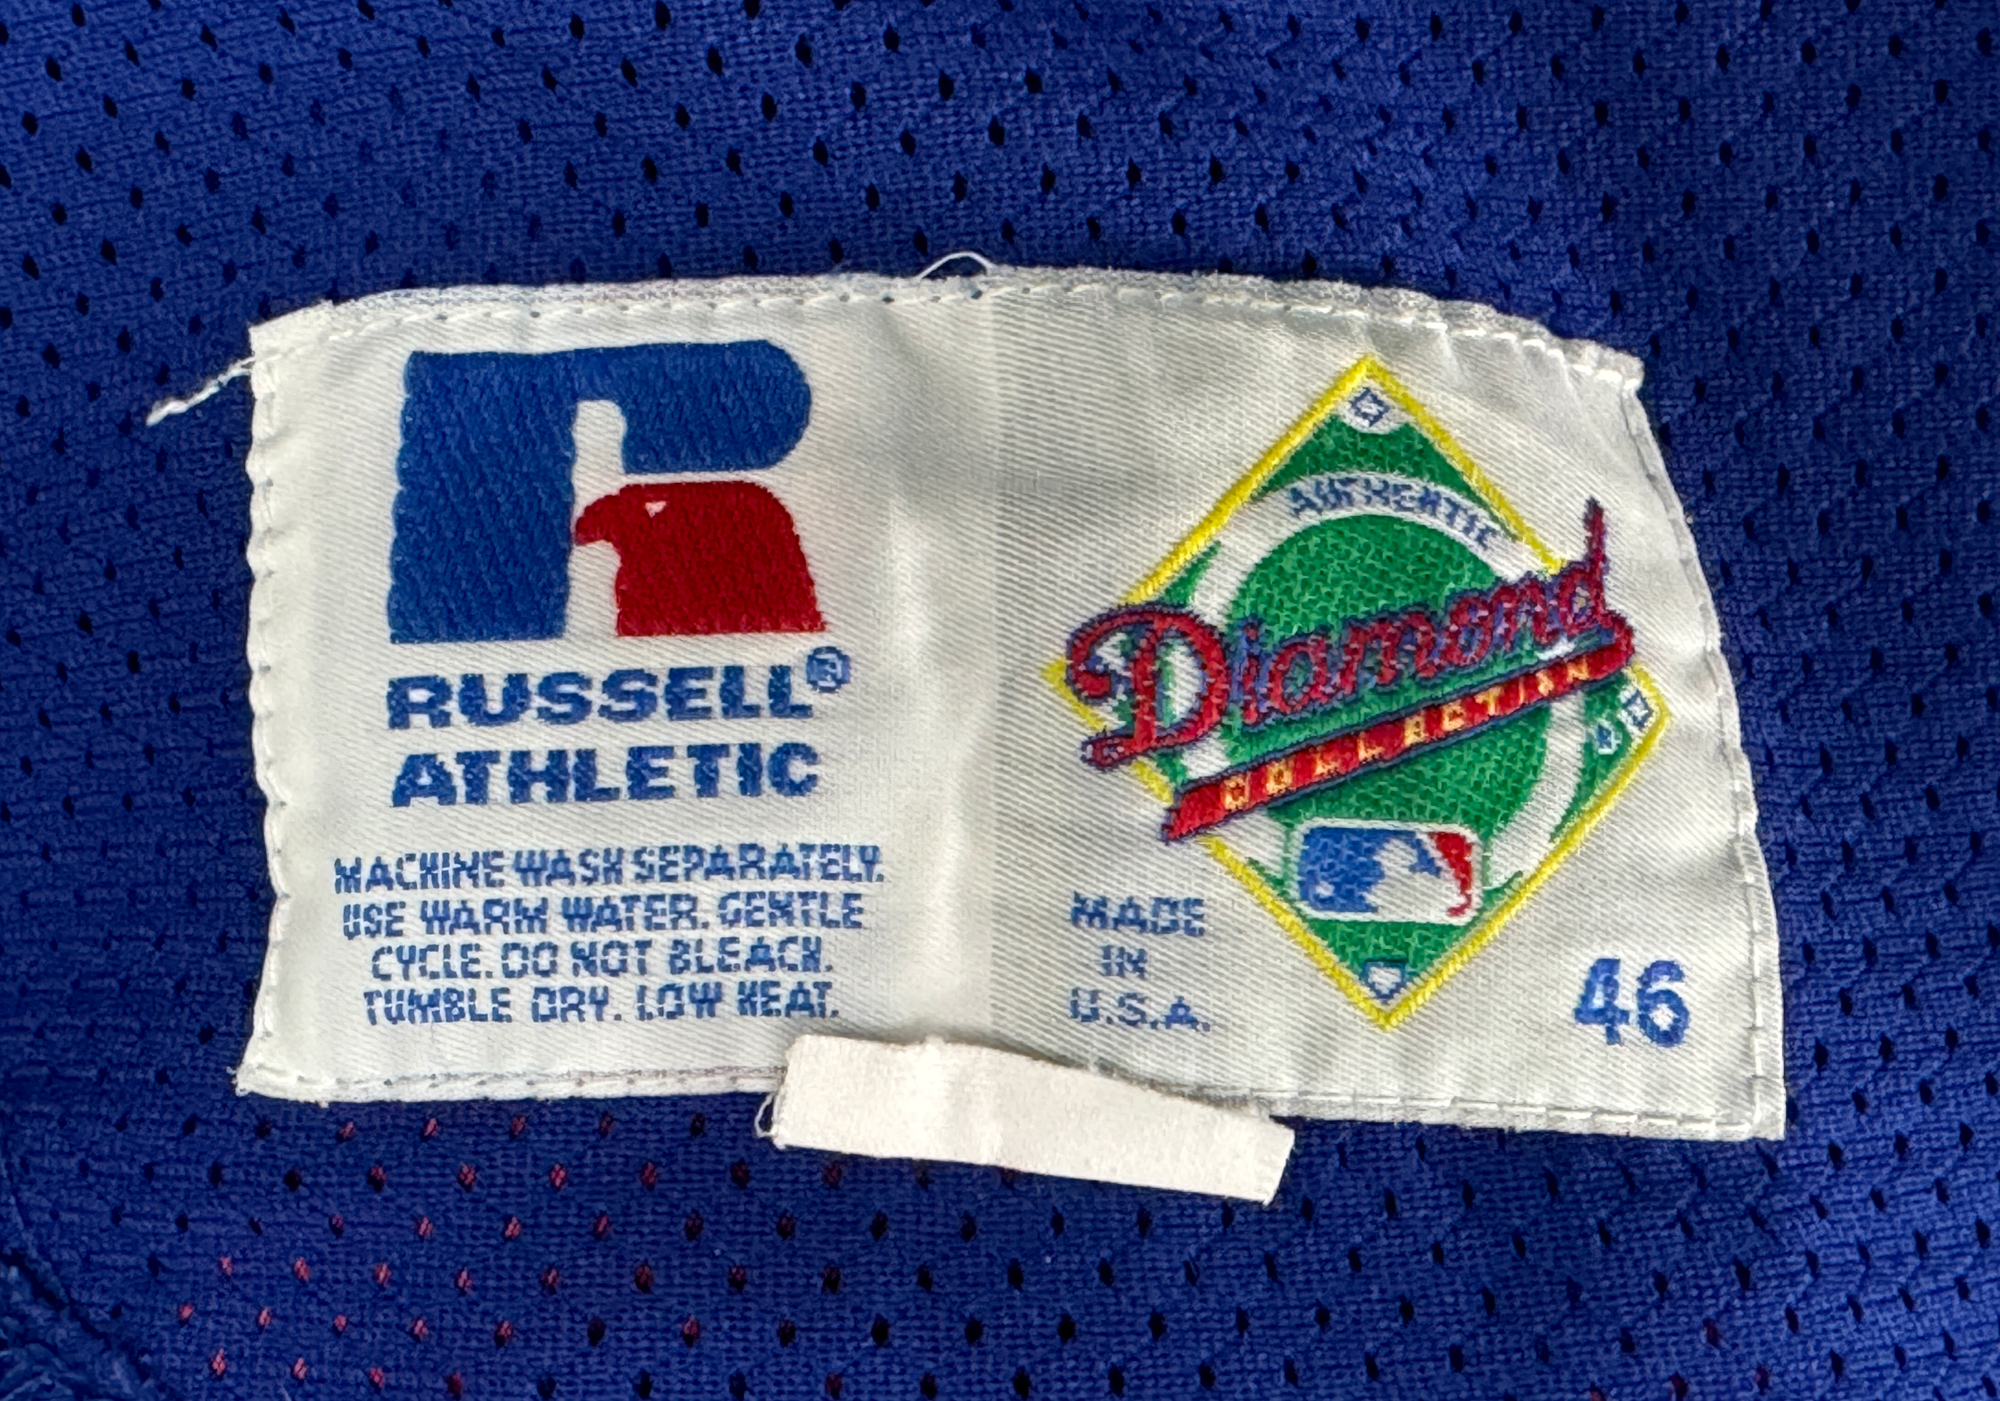 RUSSELL®
ATHLETIC
MACHINE WASH SEPARATELY.
USE WARM WATER. GENTLE
CYCLE. DO NOT BLEACH.
TUMBLE DRY. LOW HEAT.
AUTHENTIC
Diamond
COLLECTION
MADE
IN
U.S.A.
46